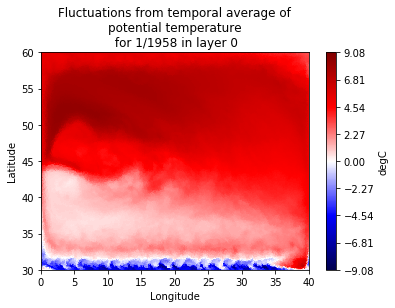 Fluctuations from temporal average of
potential temperature
for 1/1958 in layer 0
60
55
50
45
40
35
30
Latitude
0 5 10 15 20 25 30 35 40
Longitude
9.08
6.81
4.54
2.27
0.00
−2.27
−4.54
−6.81
−9.08
degC